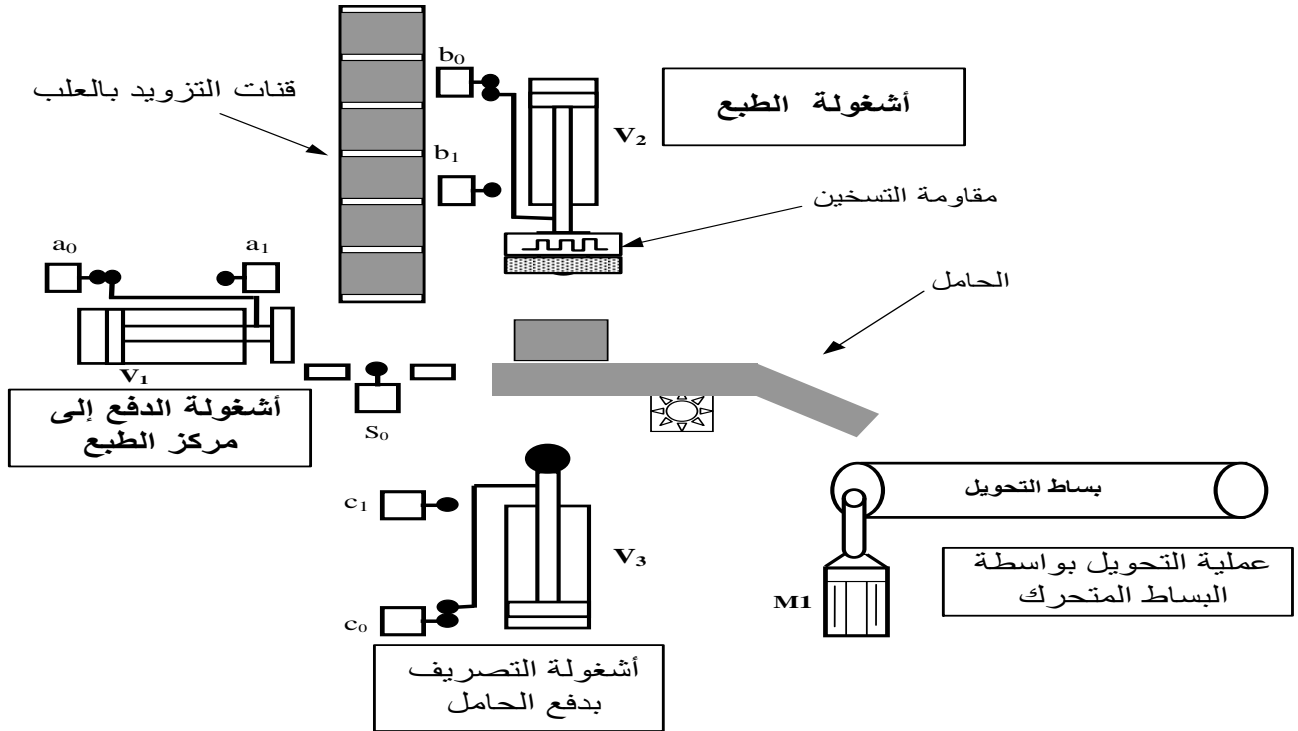 قنات التزويد بالعلب
b₀
b₁
V₂
أشغولة الطبع
مقاومة التسخين
الحامل
a₀
a₁
V₁
S₀
أشغولة الدفع إلى
مركز الطبع
c₁
c₀
V₃
أشغولة التصريف
بدفع الحامل
بساط التحويل
M1
عملية التحويل بواسطة
البساط المتحرك